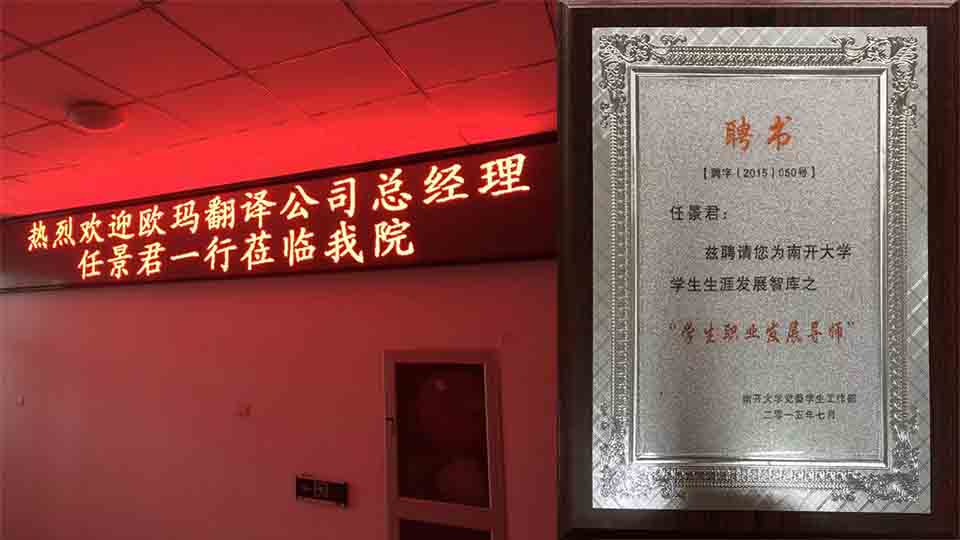 热烈欢迎欧玛翻译公司总经理
任景君一行莅临我院
聘书
【聘字（2015）050号】
任景君：
兹聘请您为南开大学
学生生涯发展智库之
“学生职业发展导师”
南开大学党委学生工作部
二零一五年七月